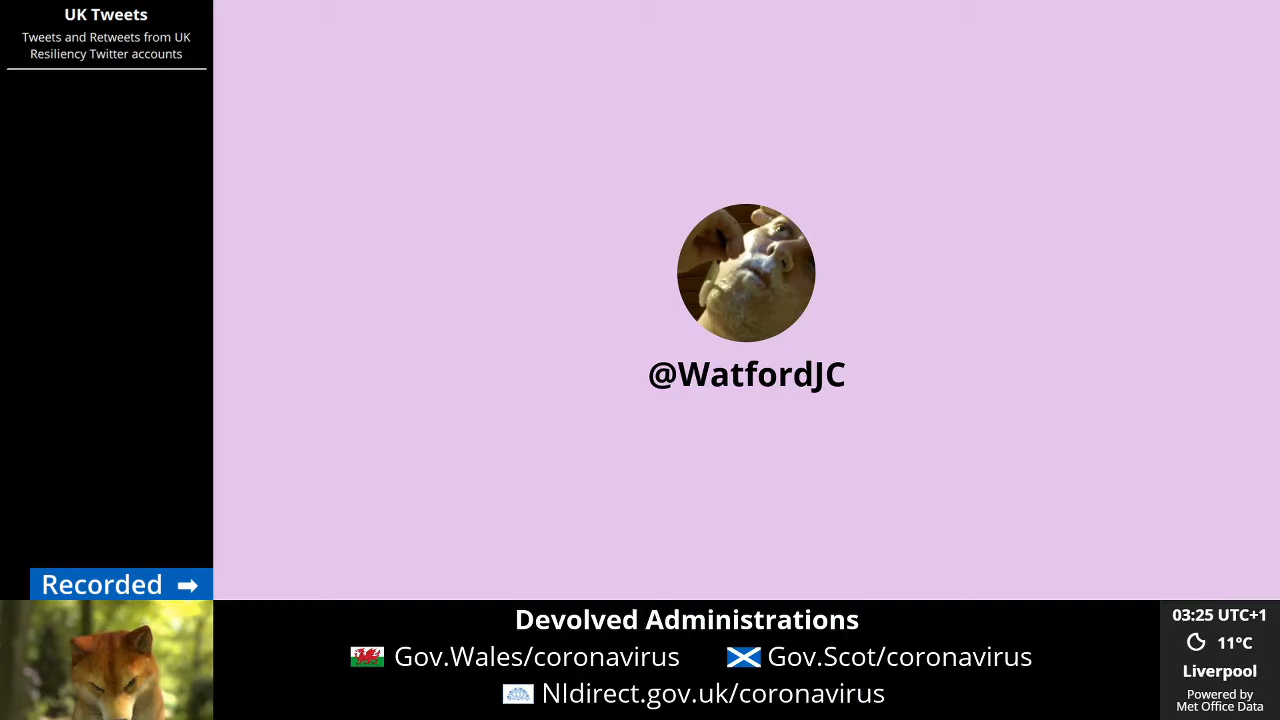 UK Tweets
Tweets and Retweets from UK
Resiliency Twitter accounts
@WatfordJC
Recorded ➡
Devolved Administrations
Gov.Wales/coronavirus
Gov.Scot/coronavirus
NIdirect.gov.uk/coronavirus
03:25 UTC+1
11°C
Liverpool
Powered by
Met Office Data